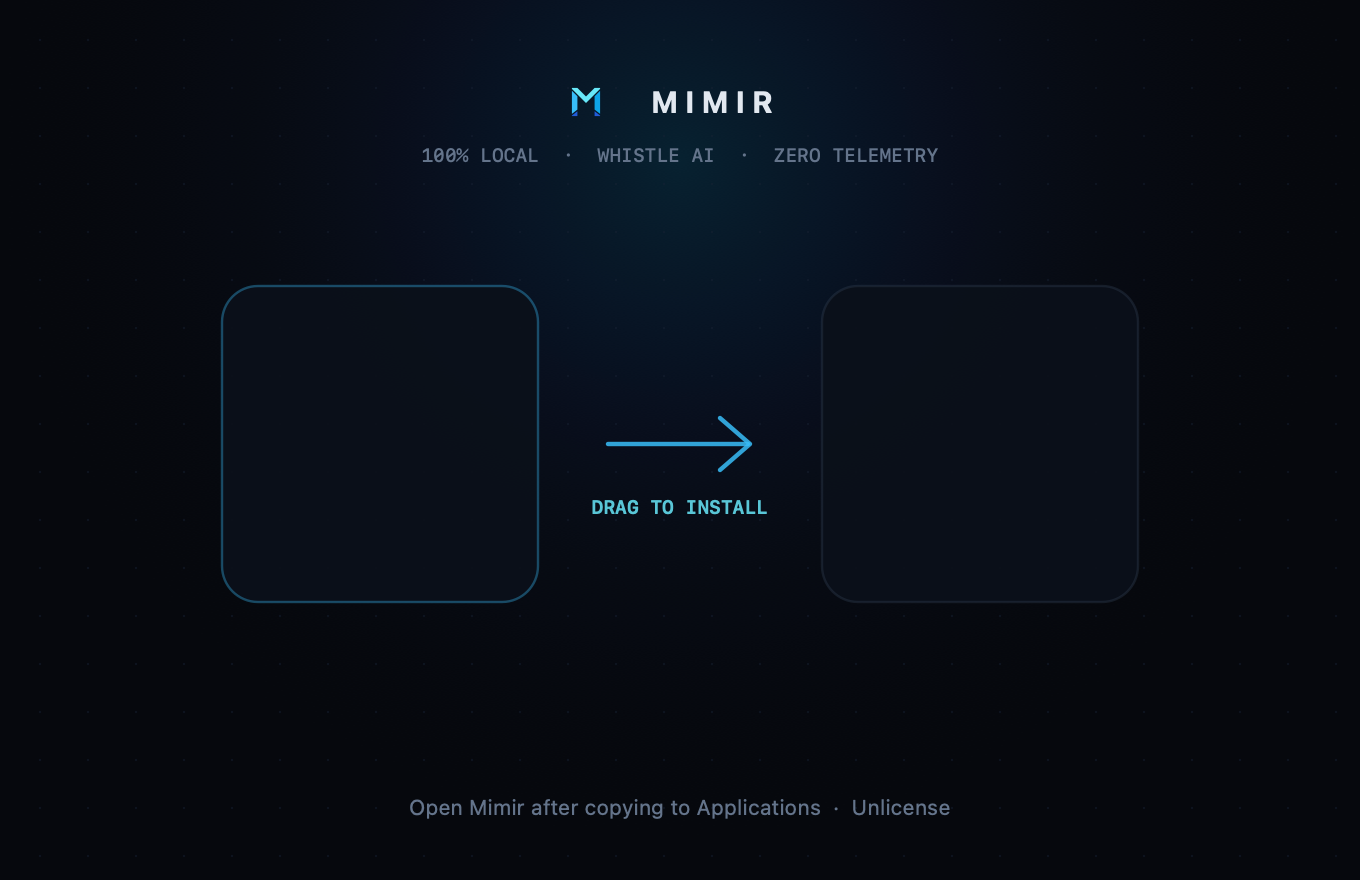 MIMIR
100% LOCAL · WHISTLE AI · ZERO TELEMETRY
DRAG TO INSTALL
Open Mimir after copying to Applications · Unlicense